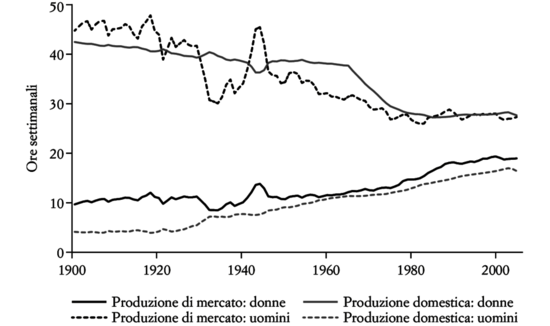 50
40
30
20
10
0
Ore settimanali
1900 1920 1940 1960 1980 2000
Produzione di mercato: donne Produzione domestica: donne
Produzione di mercato: uomini Produzione domestica: uomini